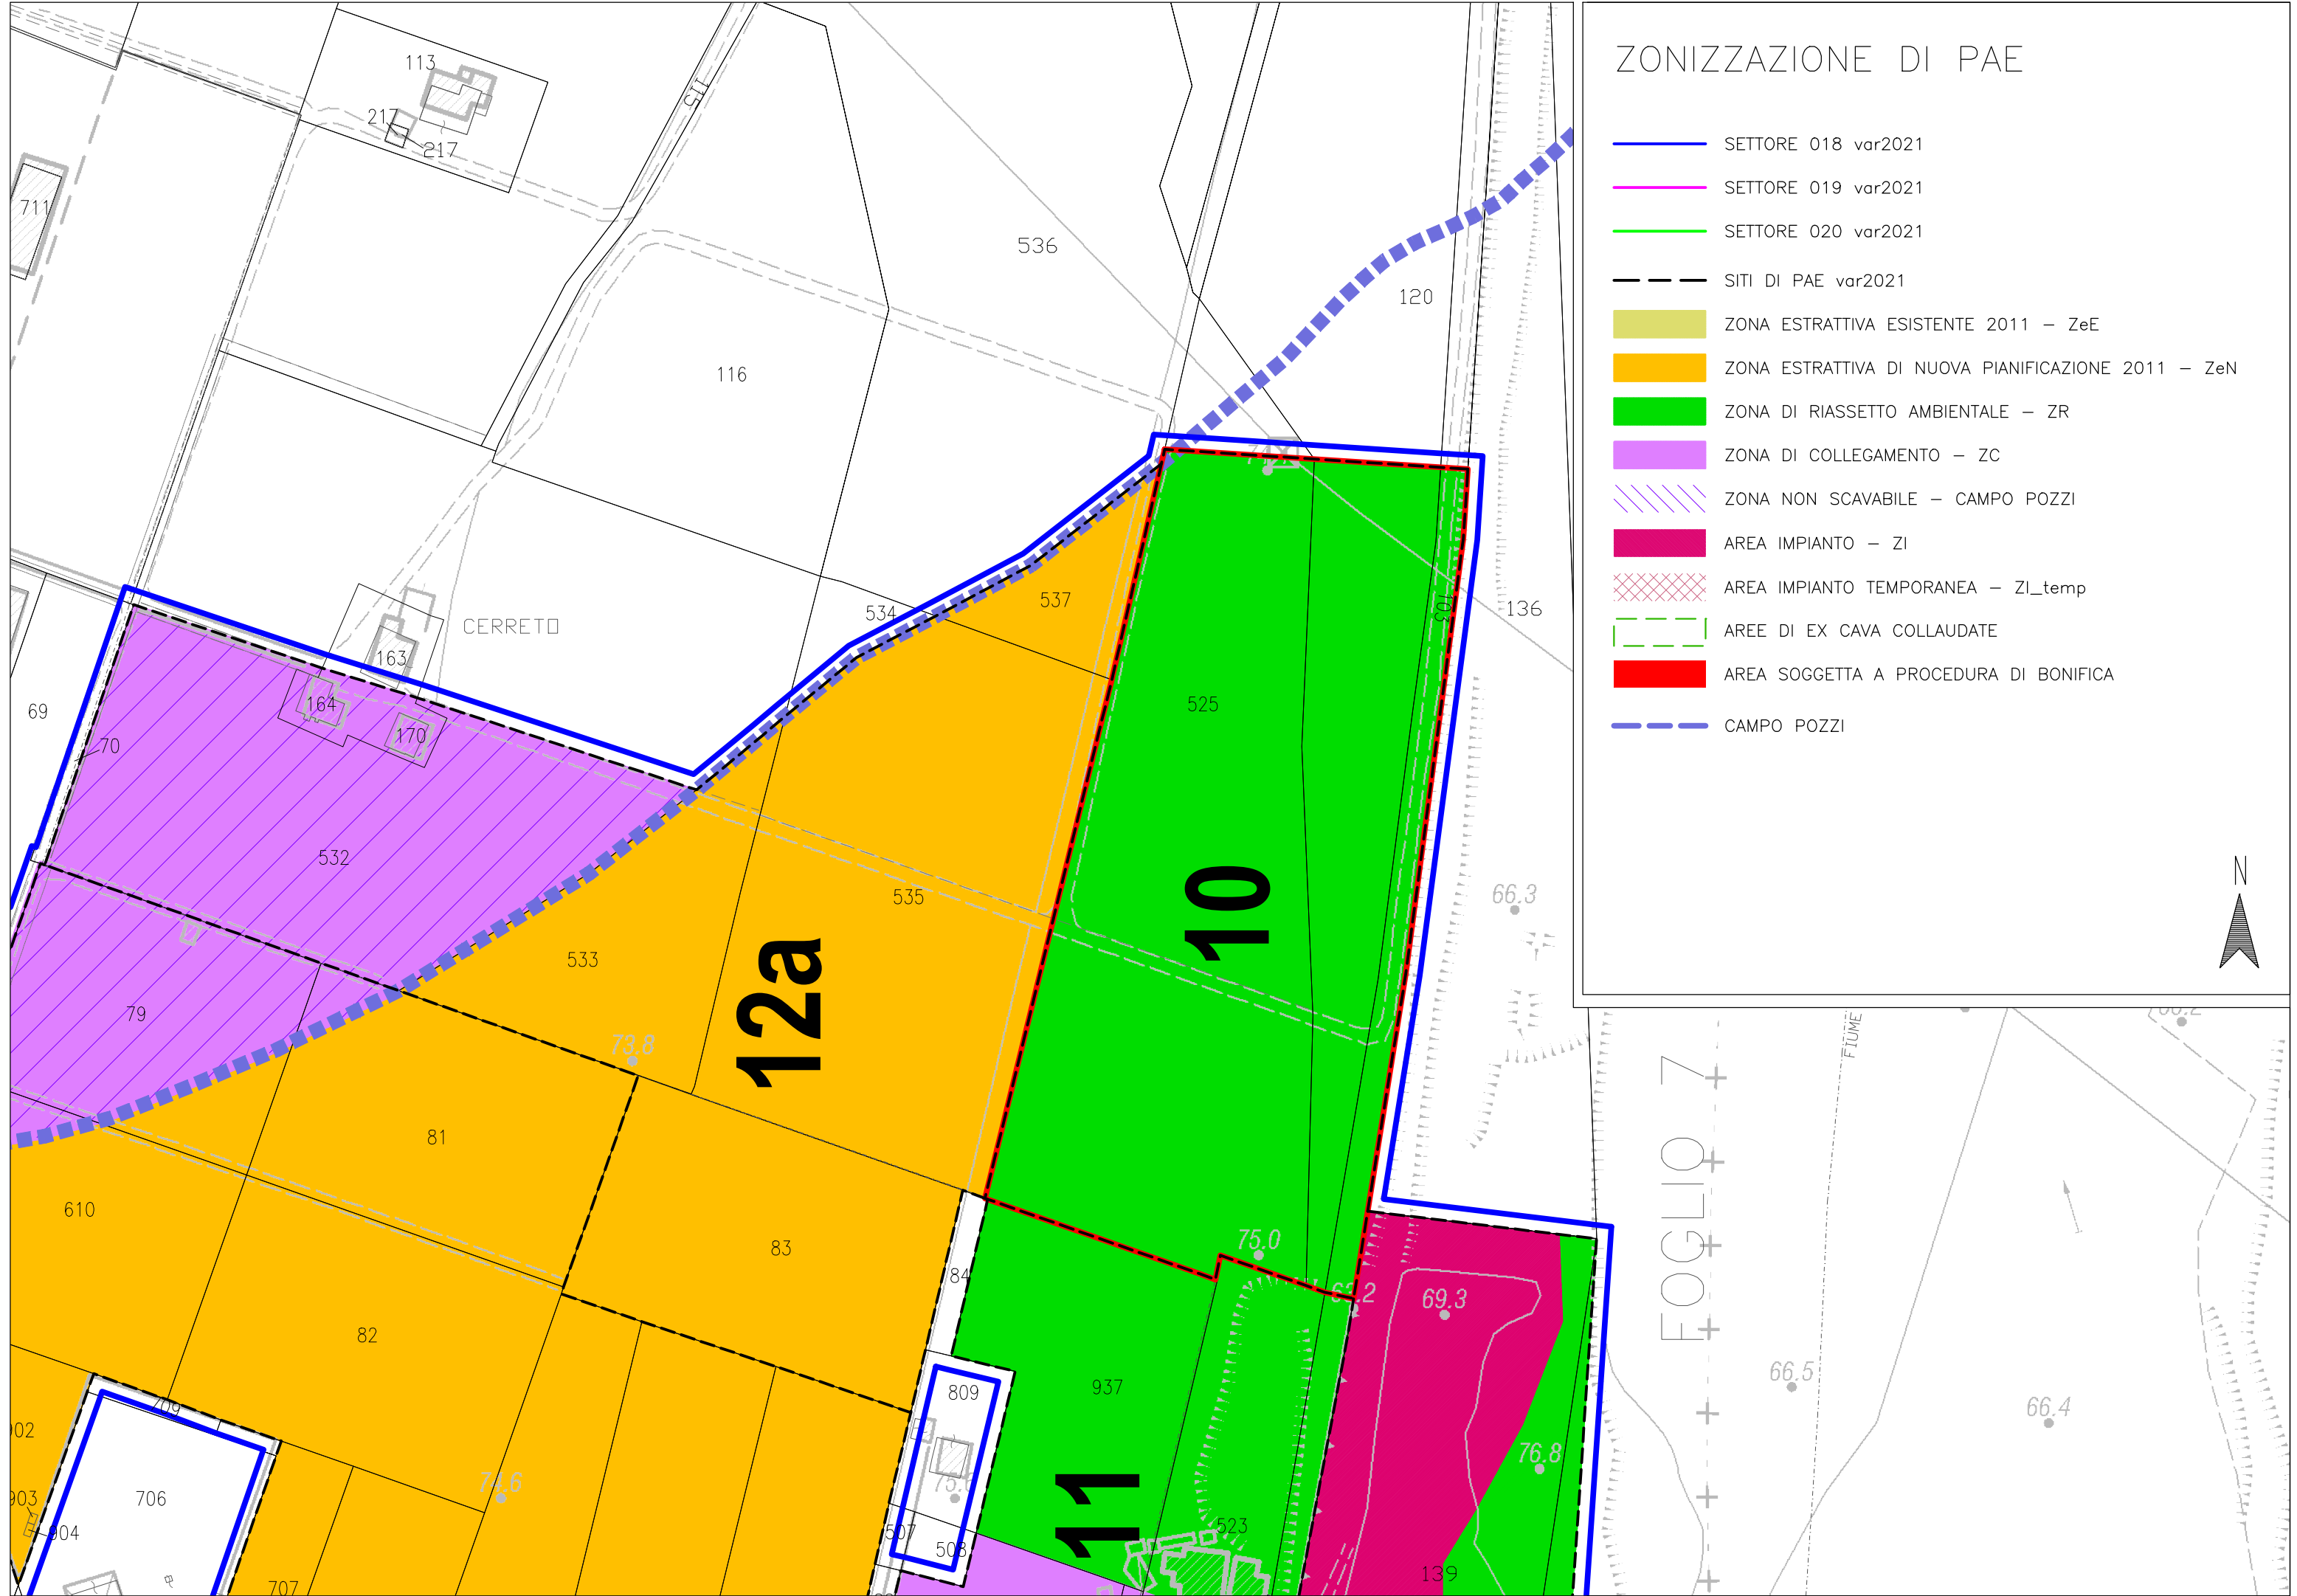 ZONIZZAZIONE DI PAE
SETTORE 018 var2021
SETTORE 019 var2021
SETTORE 020 var2021
SITI DI PAE var2021
ZONA ESTRATTIVA ESISTENTE 2011 – ZeE
ZONA ESTRATTIVA DI NUOVA PIANIFICAZIONE 2011 – ZeN
ZONA DI RIASSETTO AMBIENTALE – ZR
ZONA DI COLLEGAMENTO – ZC
ZONA NON SCAVABILE – CAMPO POZZI
AREA IMPIANTO – ZI
AREA IMPIANTO TEMPORANEA – ZI_temp
AREE DI EX CAVA COLLAUDATE
AREA SOGGETTA A PROCEDURA DI BONIFICA
CAMPO POZZI
N
113
217
217
115
711
536
120
116
534
537
136
103
CERRETO
163
164
170
525
69
70
532
535
10
66.3
533
12a
79
73.8
FIUME
FOGLIO 7
81
610
83
84
75.0
69.3
82
809
937
66.5
66.4
709
706
76.8
904
507
508
11
523
707
139